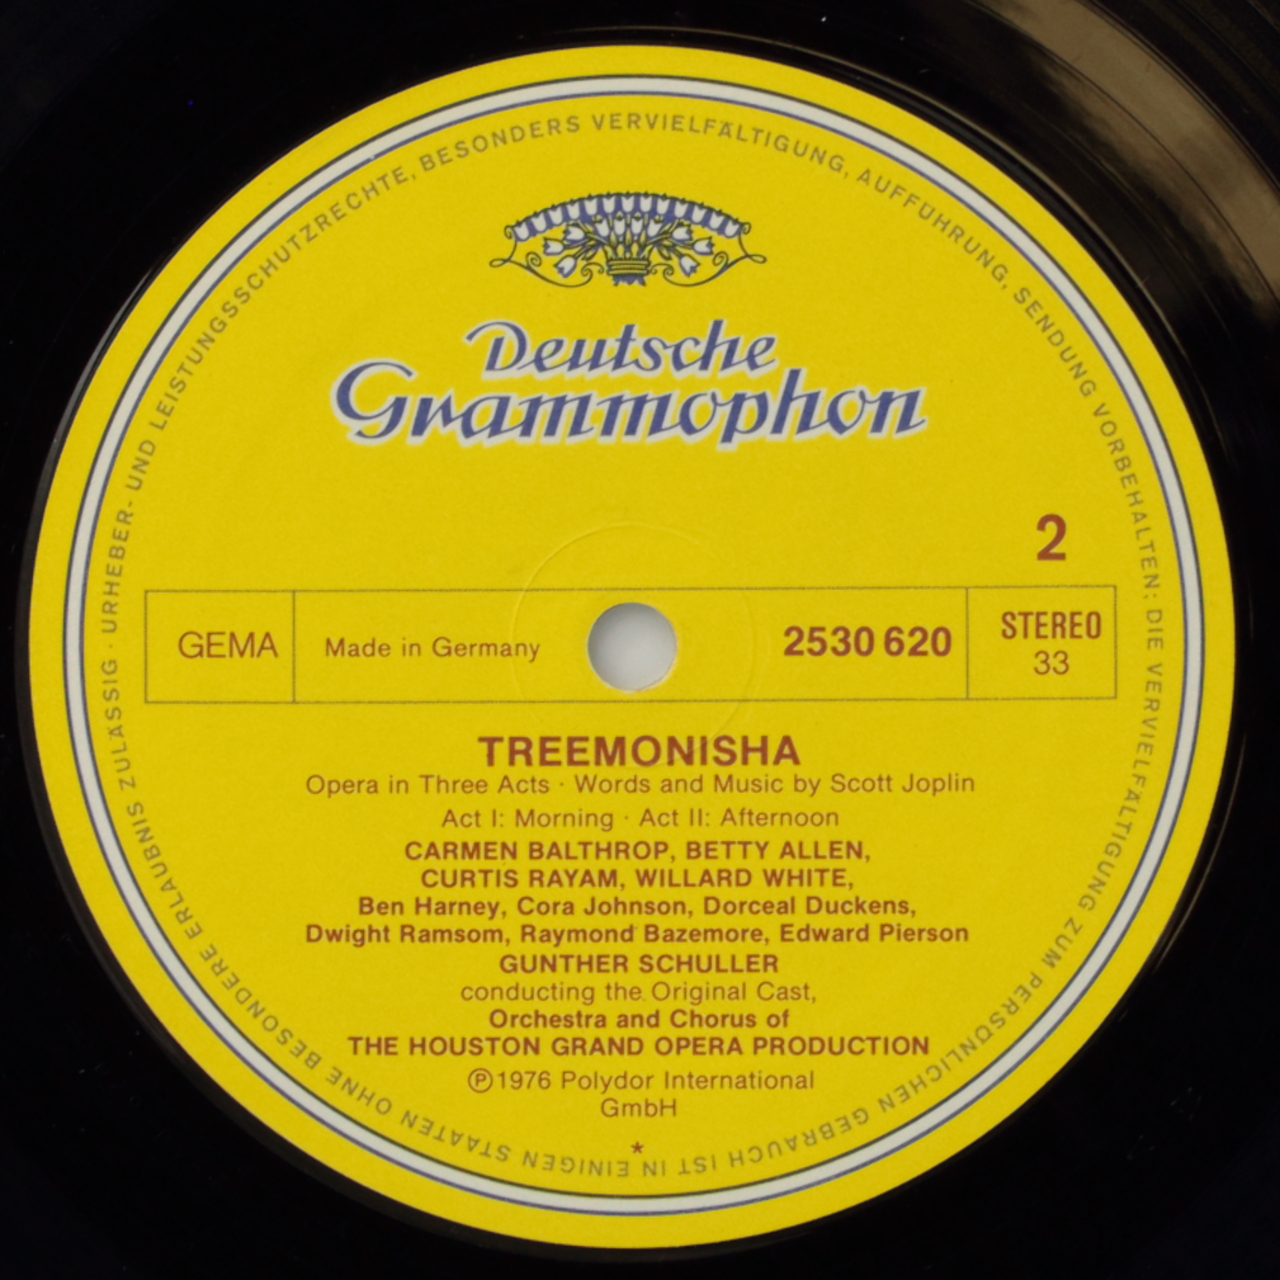 URHEBER- UND LEISTUNGSSCHUTZRECHTE, BESONDERS VERVIELFÄLTIGUNG, AUFFÜHRUNG, SENDUNG VORBEHALTEN; DIE VERVIELFÄLTIGUNG ZUM PERSÖNLICHEN GEBRAUCH IST IN EINIGEN STAATEN OHNE BESONDERE ERLAUBNIS ZULÄSSIG ·
Deutsche
Grammophon
2
GEMA
Made in Germany
2530 620
STEREO
33
TREEMONISHA
Opera in Three Acts · Words and Music by Scott Joplin
Act I: Morning · Act II: Afternoon
CARMEN BALTHROP, BETTY ALLEN,
CURTIS RAYAM, WILLARD WHITE,
Ben Harney, Cora Johnson, Dorceal Duckens,
Dwight Ramsom, Raymond Bazemore, Edward Pierson
GUNTHER SCHULLER
conducting the Original Cast,
Orchestra and Chorus of
THE HOUSTON GRAND OPERA PRODUCTION
℗ 1976 Polydor International
GmbH
*